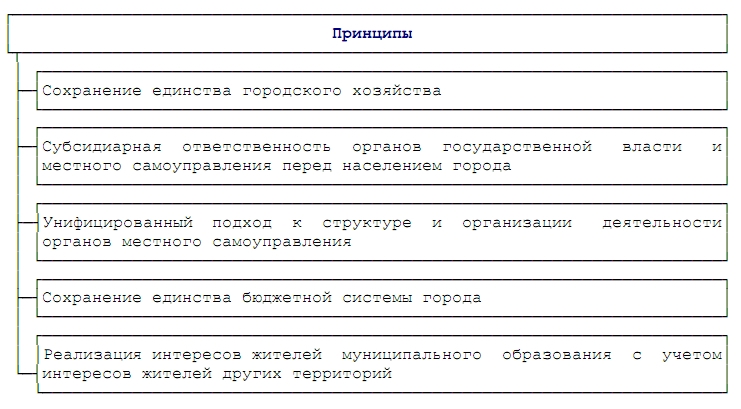 Принципы
Сохранение единства городского хозяйства
Субсидиарная ответственность органов государственной власти и
местного самоуправления перед населением города
Унифицированный подход к структуре и организации деятельности
органов местного самоуправления
Сохранение единства бюджетной системы города
Реализация интересов жителей муниципального образования с учетом
интересов жителей других территорий